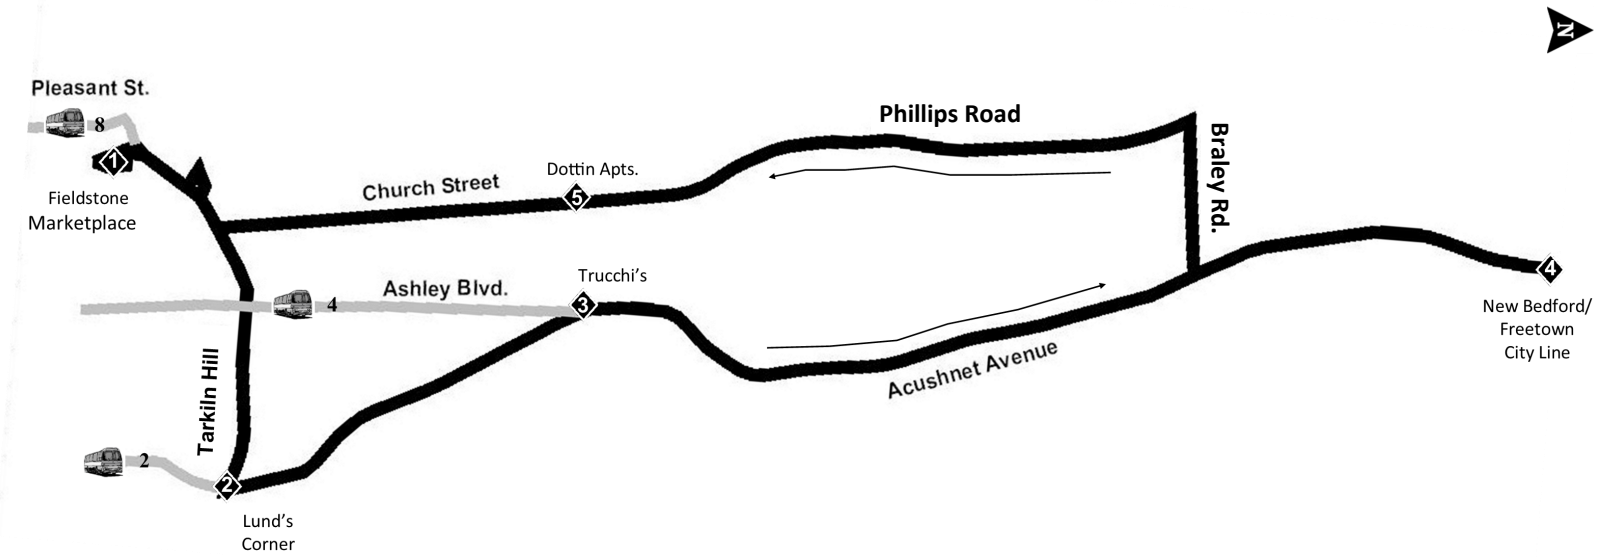 N
Pleasant St.
8
1
Fieldstone
Marketplace
Church Street
Dottin Apts.
5
Phillips Road
Braley Rd.
Ashley Blvd.
4
Trucchi's
3
4
New Bedford/
Freetown
City Line
Acushnet Avenue
Tarkiln Hill
2
2
Lund's
Corner